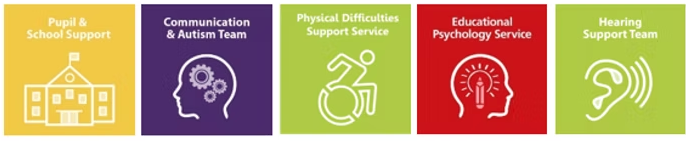 Pupil &
School Support
Communication
& Autism Team
Physical Difficulties
Support Service
Educational
Psychology Service
Hearing
Support Team